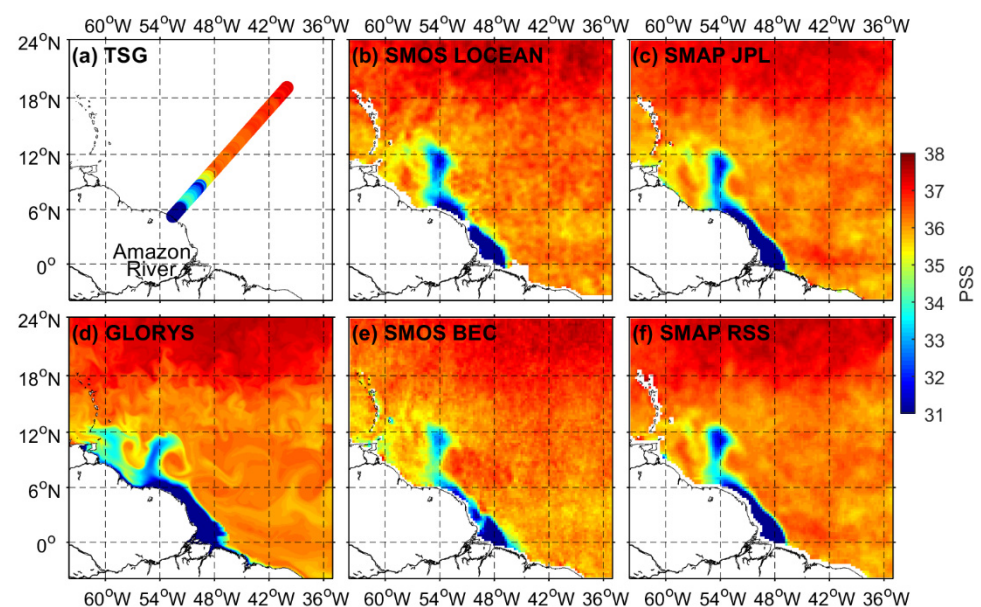 60°W 54°W 48°W 42°W 36°W 60°W 54°W 48°W 42°W 36°W 60°W 54°W 48°W 42°W 36°W
24°N
(a) TSG
(b) SMOS LOCEAN
(c) SMAP JPL
18°N
12°N
6°N
0°
Amazon
River
38
37
36
35
34
33
32
31
PSS
24°N
(d) GLORYS
(e) SMOS BEC
(f) SMAP RSS
18°N
12°N
6°N
0°
60°W 54°W 48°W 42°W 36°W 60°W 54°W 48°W 42°W 36°W 60°W 54°W 48°W 42°W 36°W